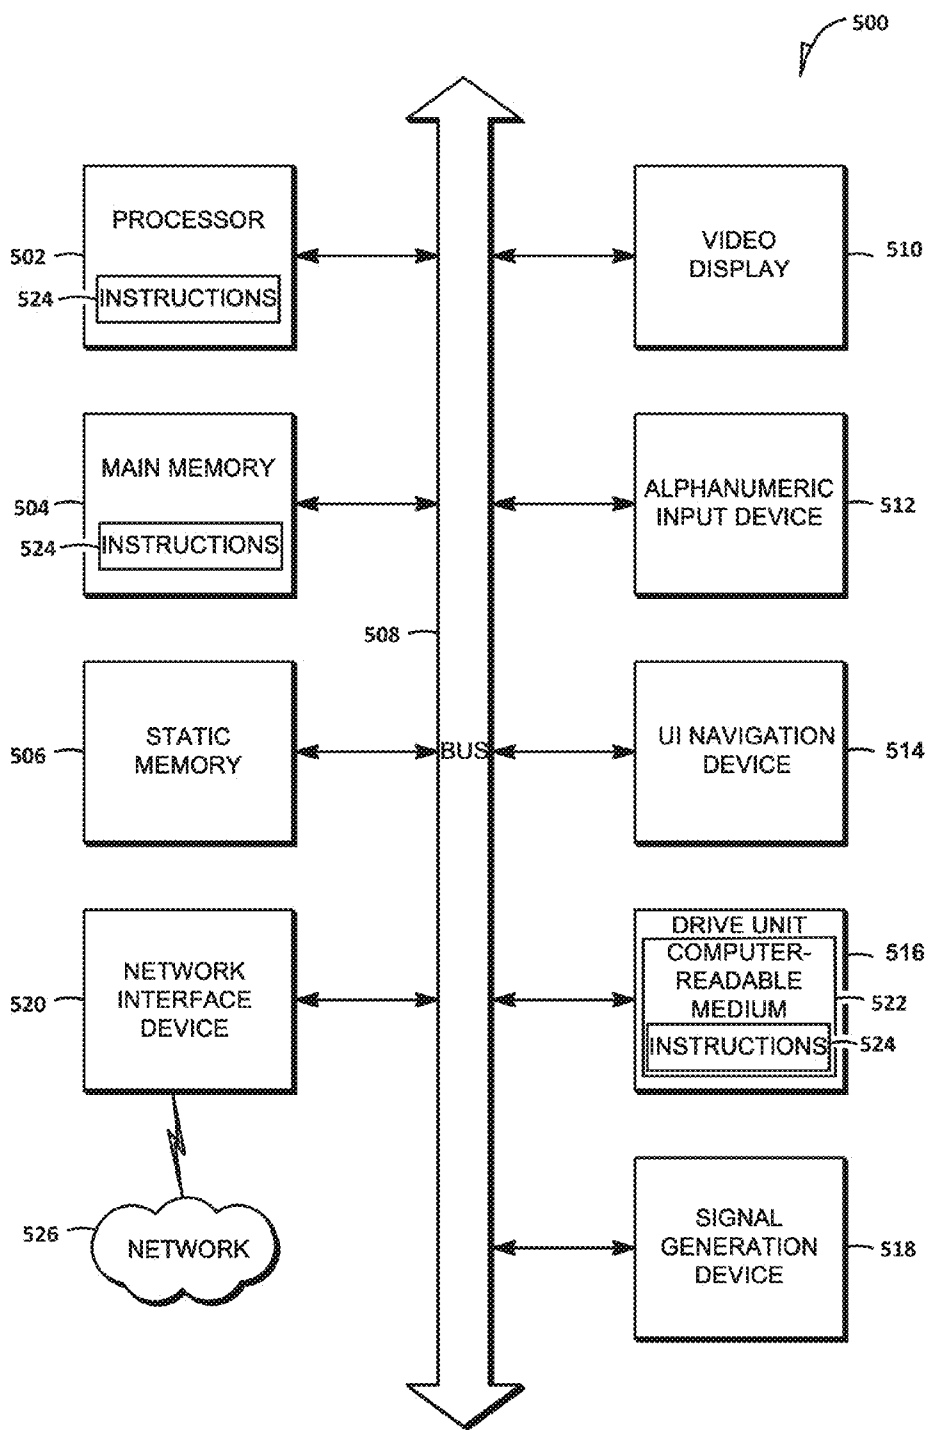 500
PROCESSOR
502
524
INSTRUCTIONS
VIDEO
DISPLAY
510
MAIN MEMORY
504
524
INSTRUCTIONS
ALPHANUMERIC
INPUT DEVICE
512
508
STATIC
MEMORY
506
BUS
UI NAVIGATION
DEVICE
514
NETWORK
INTERFACE
DEVICE
520
DRIVE UNIT
COMPUTER-
READABLE
MEDIUM
INSTRUCTIONS
516
522
524
526
NETWORK
SIGNAL
GENERATION
DEVICE
518